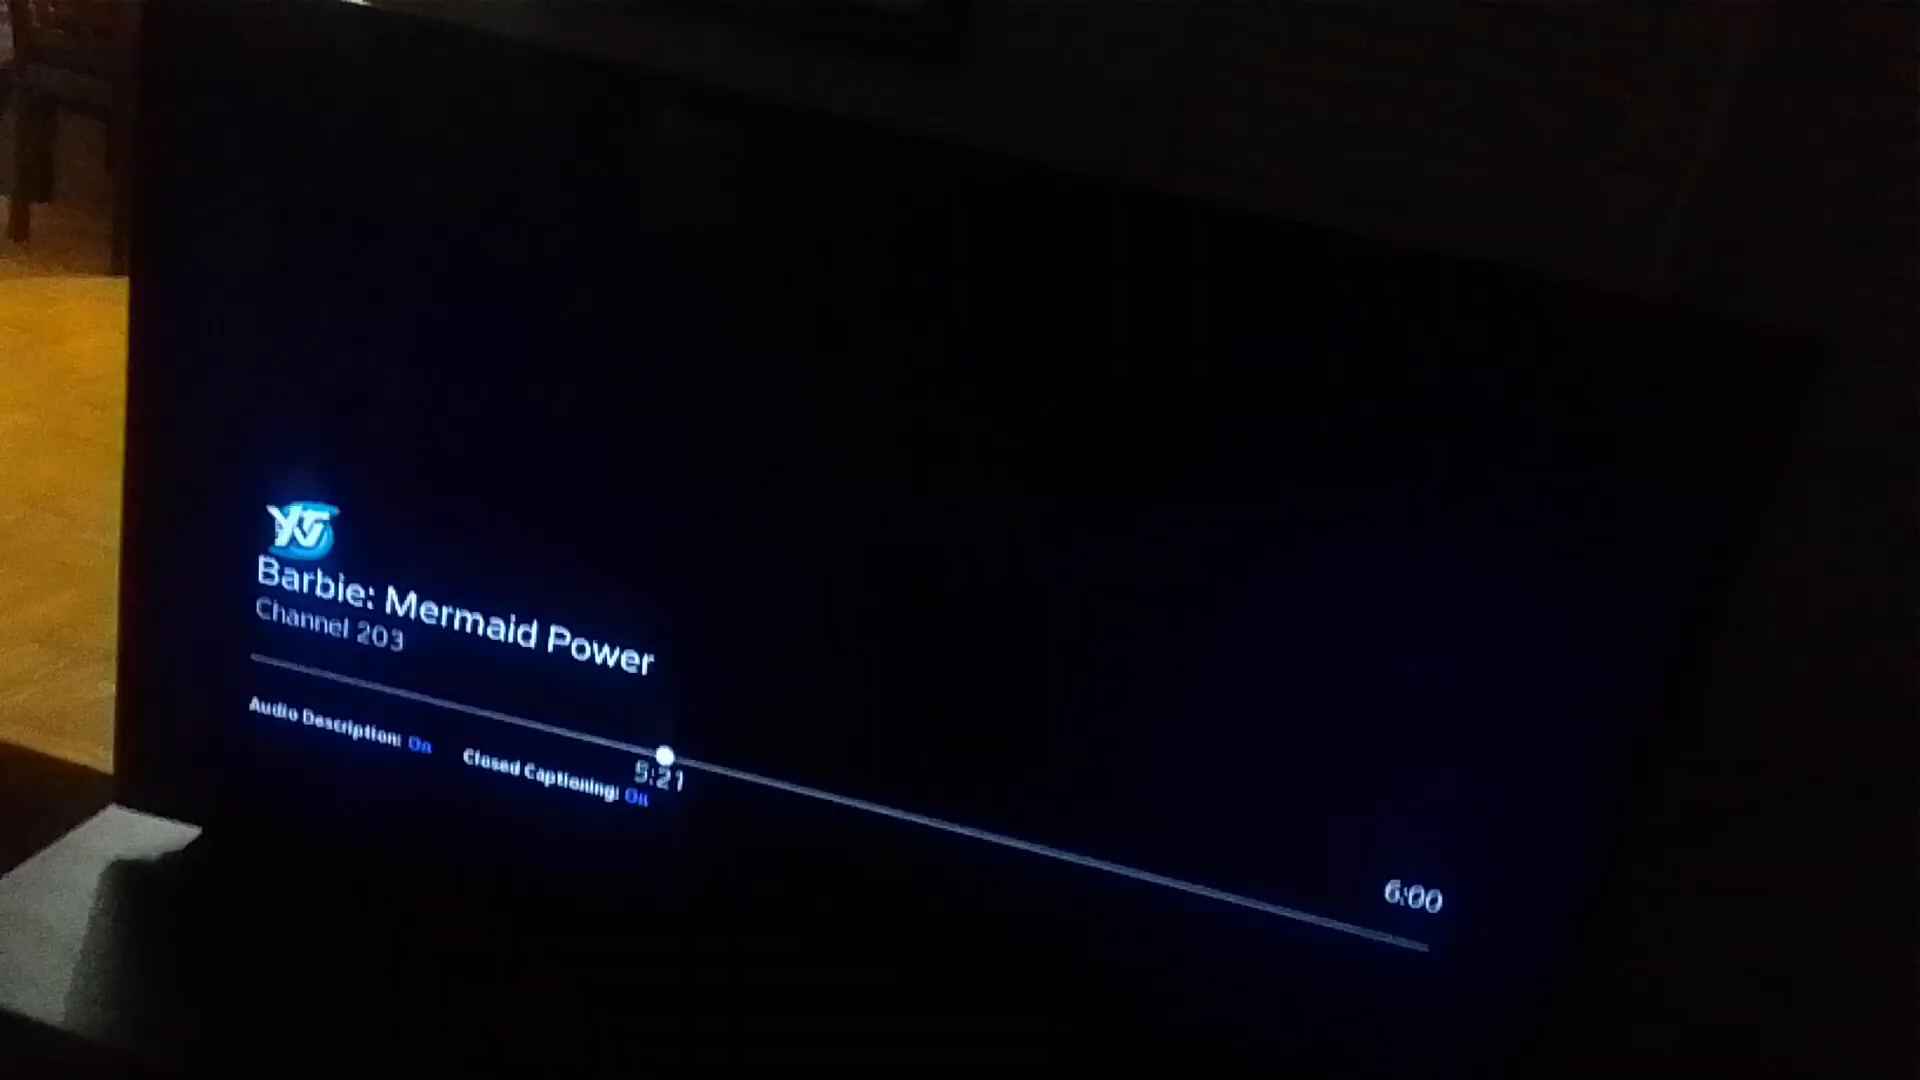 YTV
Barbie: Mermaid Power
Channel 203
5:21
6:00
Audio Description: On Closed Captioning: On